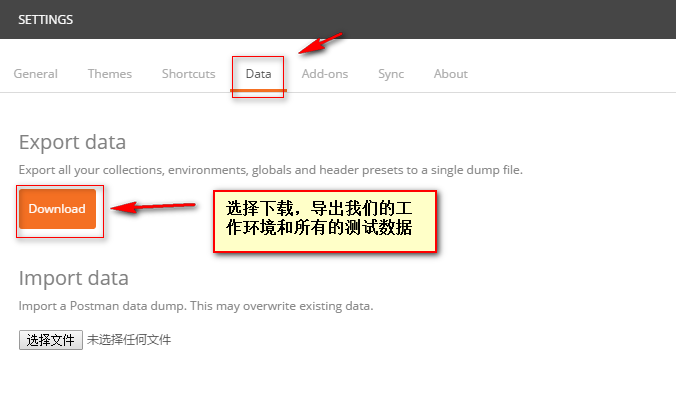 SETTINGS
General Themes Shortcuts Data Add-ons Sync About
Export data
Export all your collections, environments, globals and header presets to a single dump file.
Download
选择下载，导出我们的工
作环境和所有的测试数据
Import data
Import a Postman data dump. This may overwrite existing data.
选择文件 未选择任何文件